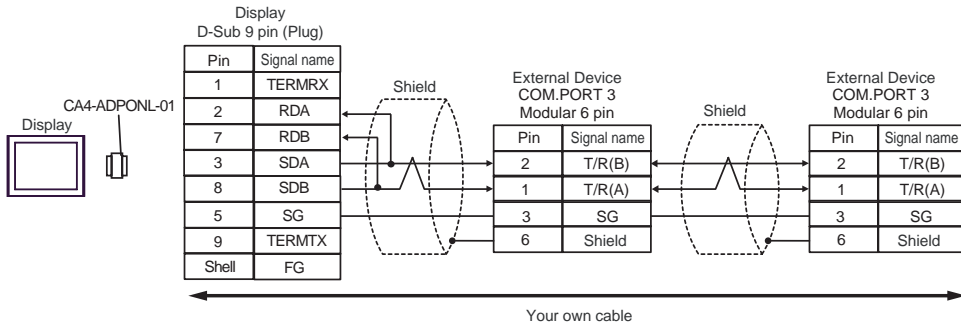 Display
D-Sub 9 pin (Plug)
Pin Signal name
1 TERMRX
2 RDA
7 RDB
3 SDA
8 SDB
5 SG
9 TERMTX
Shell FG
CA4-ADPONL-01
Display
Shield
External Device
COM.PORT 3
Modular 6 pin
Pin Signal name
2 T/R(B)
1 T/R(A)
3 SG
6 Shield
Shield
External Device
COM.PORT 3
Modular 6 pin
Pin Signal name
2 T/R(B)
1 T/R(A)
3 SG
6 Shield
Your own cable